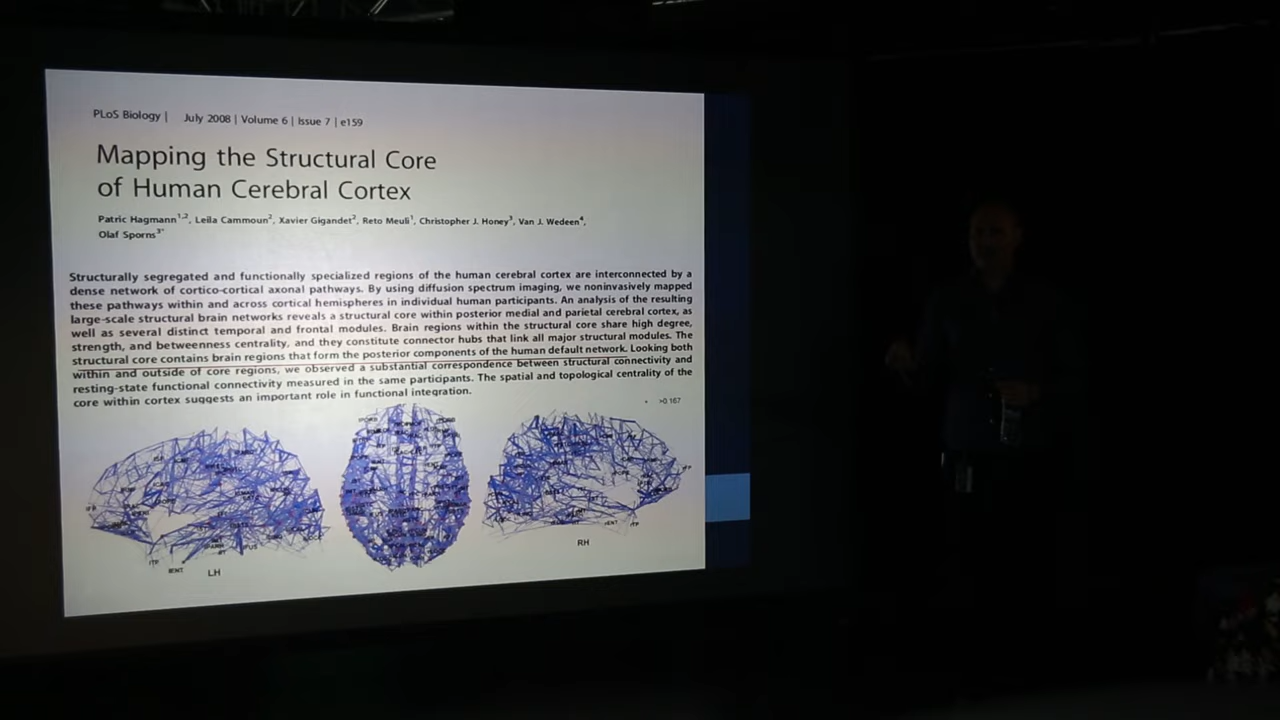 PLoS Biology | July 2008 | Volume 6 | Issue 7 | e159
Mapping the Structural Core
of Human Cerebral Cortex
Patric Hagmann1,2, Leila Cammoun2, Xavier Gigandet2, Reto Meuli1, Christopher J. Honey3, Van J. Wedeen4,
Olaf Sporns3*
Structurally segregated and functionally specialized regions of the human cerebral cortex are interconnected by a
dense network of cortico-cortical axonal pathways. By using diffusion spectrum imaging, we noninvasively mapped
these pathways within and across cortical hemispheres in individual human participants. An analysis of the resulting
large-scale structural brain networks reveals a structural core within posterior medial and parietal cerebral cortex, as
well as several distinct temporal and frontal modules. Brain regions within the structural core share high degree,
strength, and betweenness centrality, and they constitute connector hubs that link all major structural modules. The
structural core contains brain regions that form the posterior components of the human default network. Looking both
within and outside of core regions, we observed a substantial correspondence between structural connectivity and
resting-state functional connectivity measured in the same participants. The spatial and topological centrality of the
core within cortex suggests an important role in functional integration.
>0.167
LH
RH